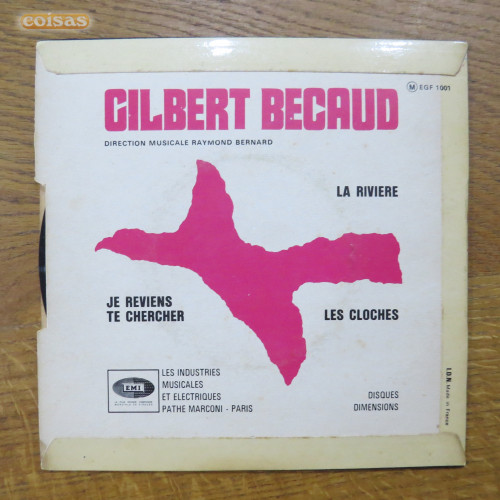 coisas
GILBERT BECAUD
M EGF 1001
DIRECTION MUSICALE RAYMOND BERNARD
LA RIVIERE
JE REVIENS
TE CHERCHER
LES CLOCHES
EMI
LES INDUSTRIES
MUSICALES
ET ELECTRIQUES
PATHE MARCONI - PARIS
DISQUES
DIMENSIONS
I.D.N. Made in France